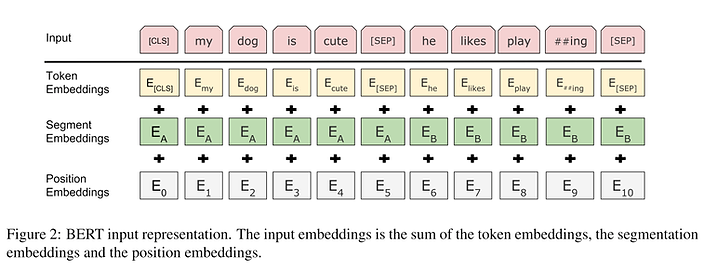 Input [CLS] my dog is cute [SEP] he likes play ##ing [SEP]
Token
Embeddings
E[CLS] Emy Edog Eis Ecute E[SEP] Ehe Elikes Eplay E##ing E[SEP]
+ + + + + + + + + + +
Segment
Embeddings
EA EA EA EA EA EA EB EB EB EB EB
+ + + + + + + + + + +
Position
Embeddings
E0 E1 E2 E3 E4 E5 E6 E7 E8 E9 E10
Figure 2: BERT input representation. The input embeddings is the sum of the token embeddings, the segmentation
embeddings and the position embeddings.